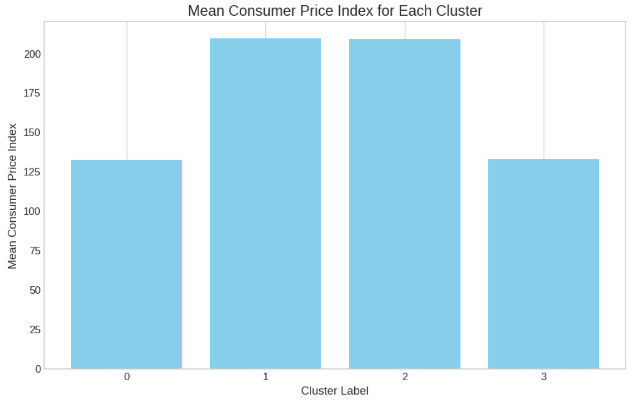 Mean Consumer Price Index for Each Cluster
Mean Consumer Price Index
200
175
150
125
100
75
50
25
0
0 1 2 3
Cluster Label